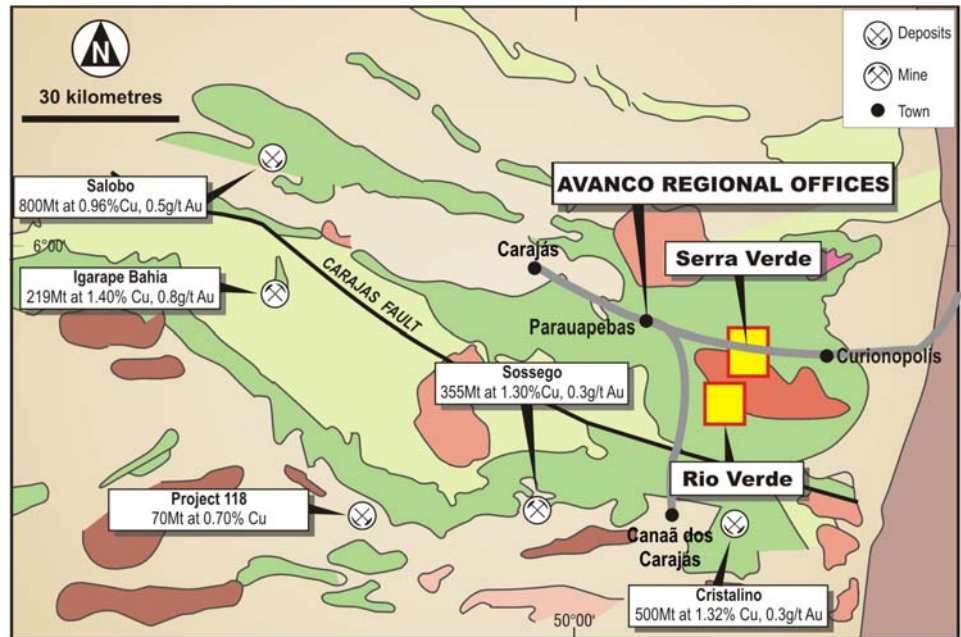 N
30 kilometres
Deposits
Mine
Town
Salobo
800Mt at 0.96%Cu, 0.5g/t Au
6°00'
Igarape Bahia
219Mt at 1.40% Cu, 0.8g/t Au
CARAJAS FAULT
AVANCO REGIONAL OFFICES
Carajás
Serra Verde
Parauapebas
Curionopolis
Sossego
355Mt at 1.30%Cu, 0.3g/t Au
Rio Verde
Project 118
70Mt at 0.70% Cu
Canaã dos
Carajás
Cristalino
500Mt at 1.32% Cu, 0.3g/t Au
50°00'